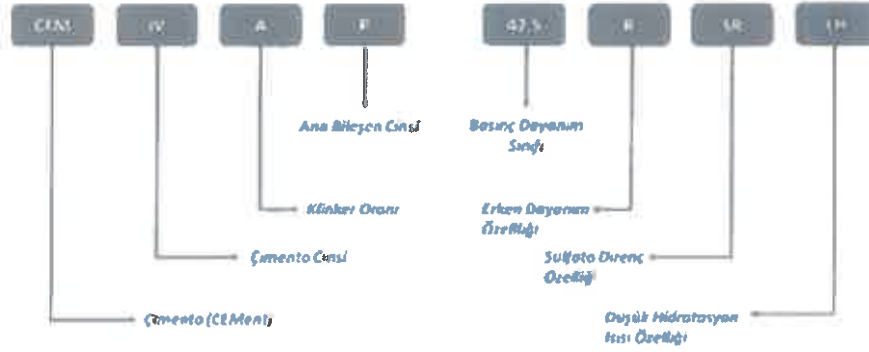 CEM IV A P 42,5 R SR LH
Ana Bileşen Cinsi
Basınç Dayanım
Sınıfı
Klinker Oranı
Erken Dayanım
Özelliği
Çimento Cinsi
Sülfata Direnç
Özelliği
Çimento (CEMent)
Düşük Hidratasyon
Isısı Özelliği